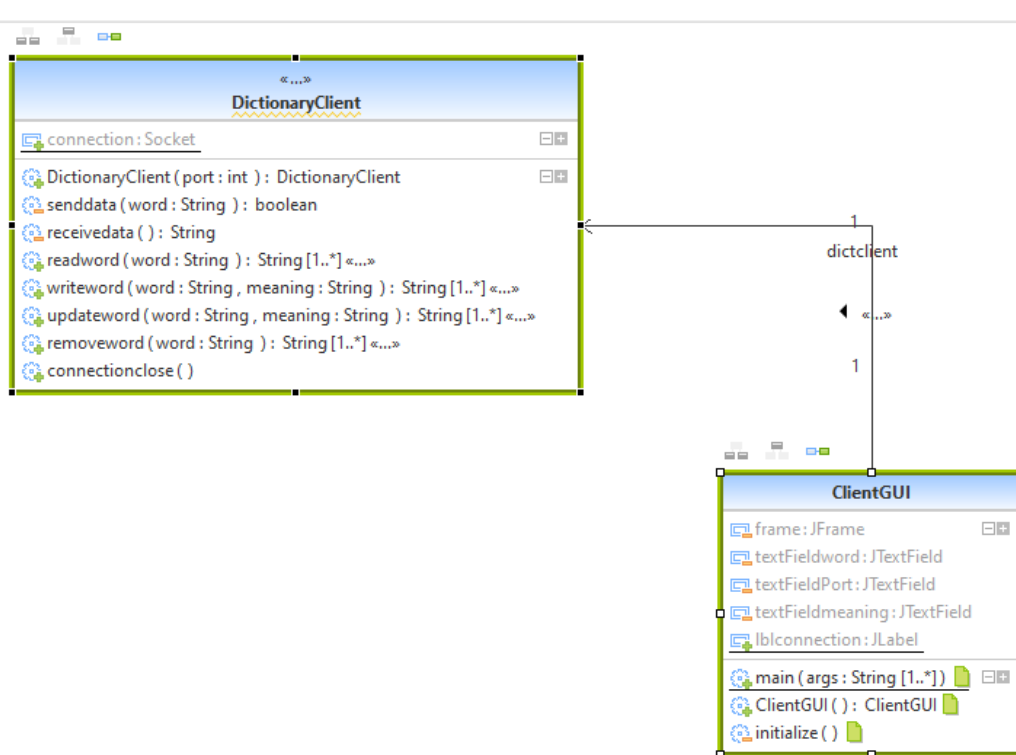 «...»
DictionaryClient
connection : Socket
DictionaryClient ( port : int ) : DictionaryClient
senddata ( word : String ) : boolean
receivedata ( ) : String
readword ( word : String ) : String [1..*] «...»
writeword ( word : String , meaning : String ) : String [1..*] «...»
updateword ( word : String , meaning : String ) : String [1..*] «...»
removeword ( word : String ) : String [1..*] «...»
connectionclose ( )
1
dictclient
«...»
1
ClientGUI
frame : JFrame
textFieldword : JTextField
textFieldPort : JTextField
textFieldmeaning : JTextField
lblconnection : JLabel
main ( args : String [1..*] )
ClientGUI ( ) : ClientGUI
initialize ( )